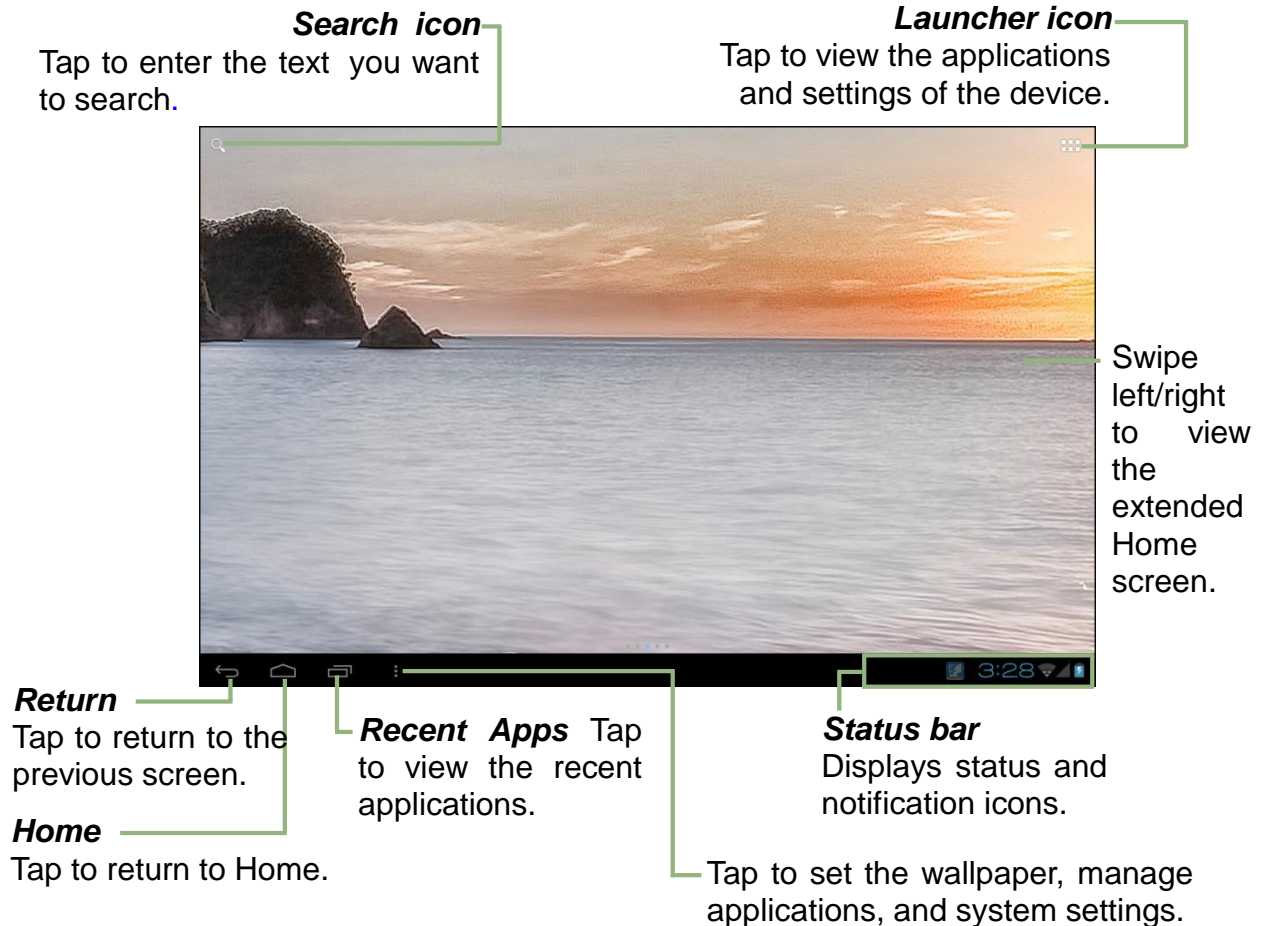 Search icon
Tap to enter the text you want
to search.
Launcher icon
Tap to view the applications
and settings of the device.
Swipe
left/right
to view
the
extended
Home
screen.
3:28
Return
Tap to return to the
previous screen.
Home
Tap to return to Home.
Recent Apps Tap
to view the recent
applications.
Status bar
Displays status and
notification icons.
Tap to set the wallpaper, manage
applications, and system settings.